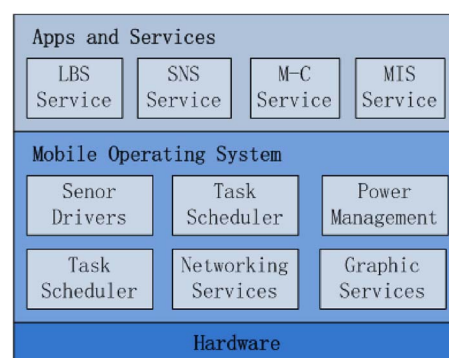 Apps and Services
LBS
Service
SNS
Service
M-C
Service
MIS
Service
Mobile Operating System
Senor
Drivers
Task
Scheduler
Power
Management
Task
Scheduler
Networking
Services
Graphic
Services
Hardware